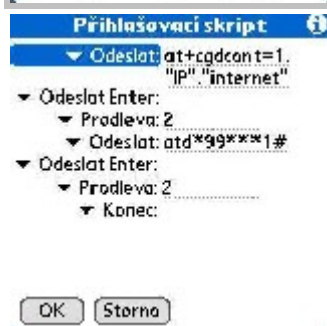 Přihlašovací skript
Odeslat: at+cgdcont=1,
"IP","internet"
Odeslat Enter:
Prodleva: 2
Odeslat: atd*99***1#
Odeslat Enter:
Prodleva: 2
Konec:
OK Storno